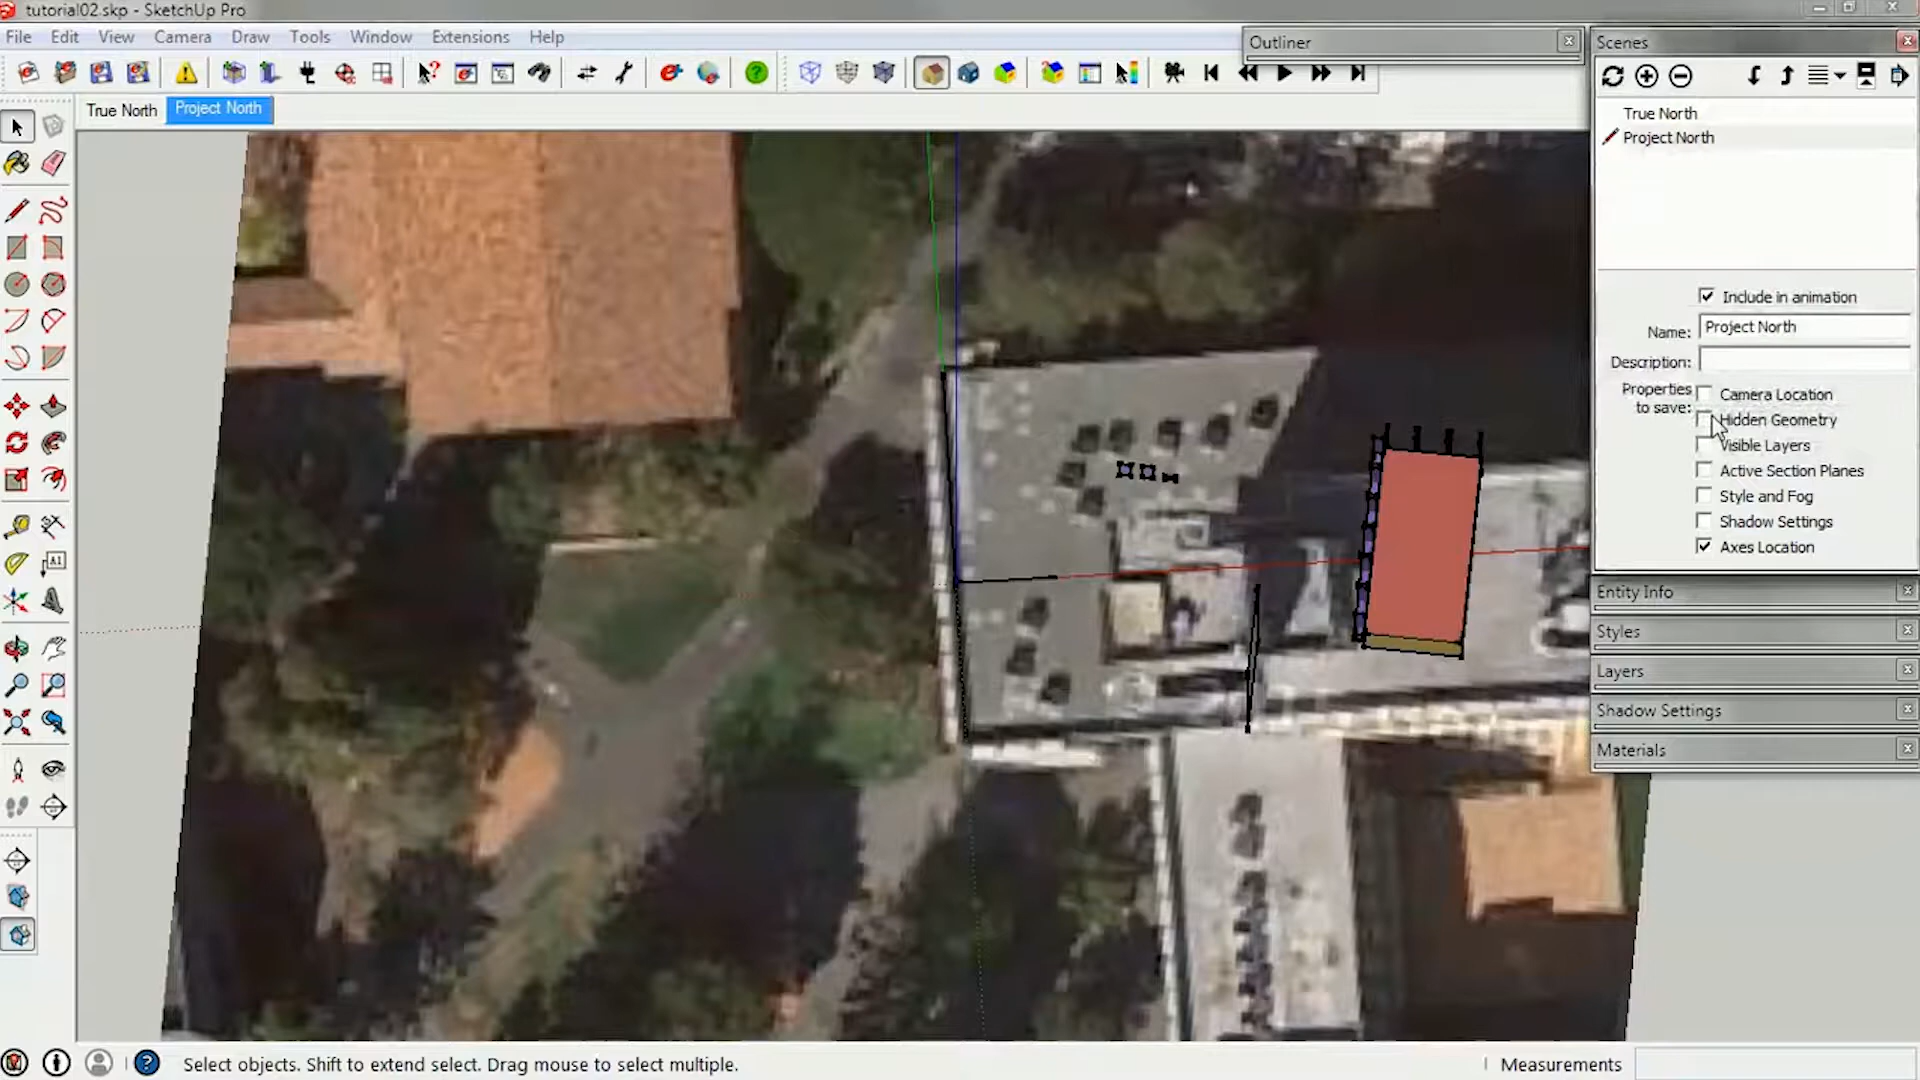 tutorial02.skp - SketchUp Pro
File Edit View Camera Draw Tools Window Extensions Help
Outliner
Scenes
True North Project North
True North
Project North
Include in animation
Name: Project North
Description:
Properties to save:
Camera Location
Hidden Geometry
Visible Layers
Active Section Planes
Style and Fog
Shadow Settings
Axes Location
Entity Info
Styles
Layers
Shadow Settings
Materials
A1
Select objects. Shift to extend select. Drag mouse to select multiple.
Measurements